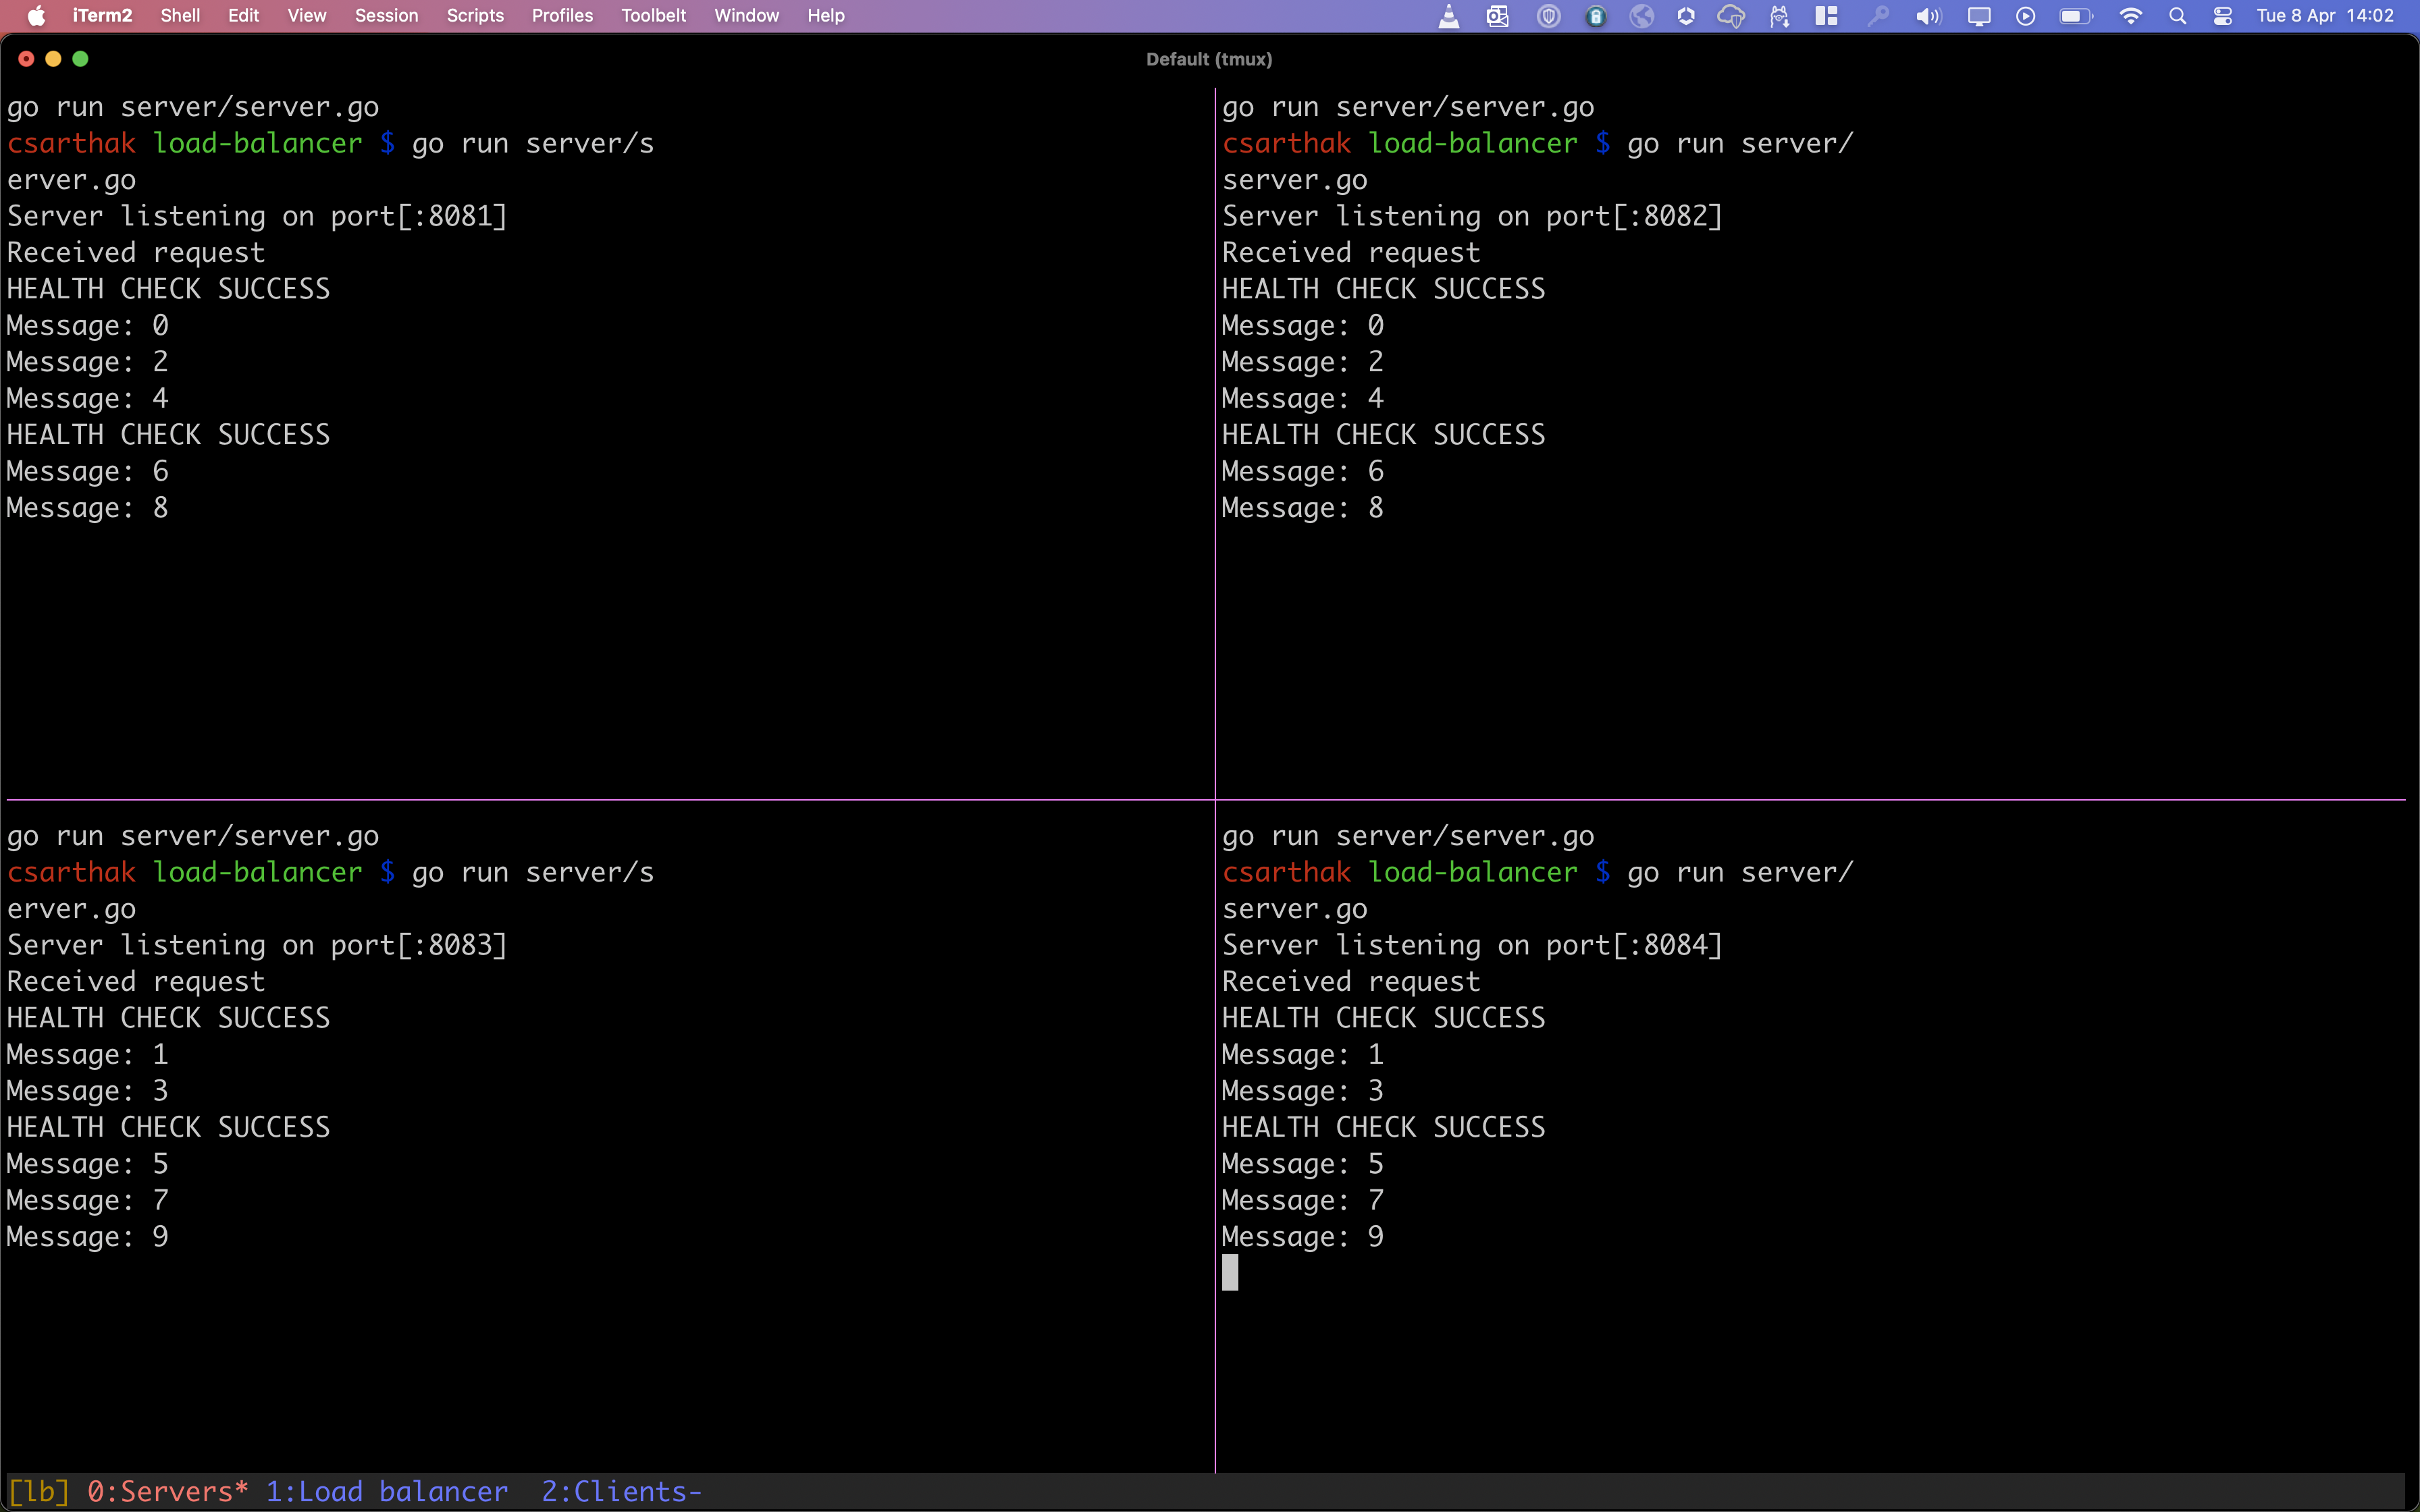 iTerm2 Shell Edit View Session Scripts Profiles Toolbelt Window Help Tue 8 Apr 14:02
Default (tmux)
go run server/server.go
csarthak load-balancer $ go run server/s
erver.go
Server listening on port[:8081]
Received request
HEALTH CHECK SUCCESS
Message: 0
Message: 2
Message: 4
HEALTH CHECK SUCCESS
Message: 6
Message: 8
go run server/server.go
csarthak load-balancer $ go run server/
server.go
Server listening on port[:8082]
Received request
HEALTH CHECK SUCCESS
Message: 0
Message: 2
Message: 4
HEALTH CHECK SUCCESS
Message: 6
Message: 8
go run server/server.go
csarthak load-balancer $ go run server/s
erver.go
Server listening on port[:8083]
Received request
HEALTH CHECK SUCCESS
Message: 1
Message: 3
HEALTH CHECK SUCCESS
Message: 5
Message: 7
Message: 9
go run server/server.go
csarthak load-balancer $ go run server/
server.go
Server listening on port[:8084]
Received request
HEALTH CHECK SUCCESS
Message: 1
Message: 3
HEALTH CHECK SUCCESS
Message: 5
Message: 7
Message: 9
[lb] 0:Servers* 1:Load balancer  2:Clients-